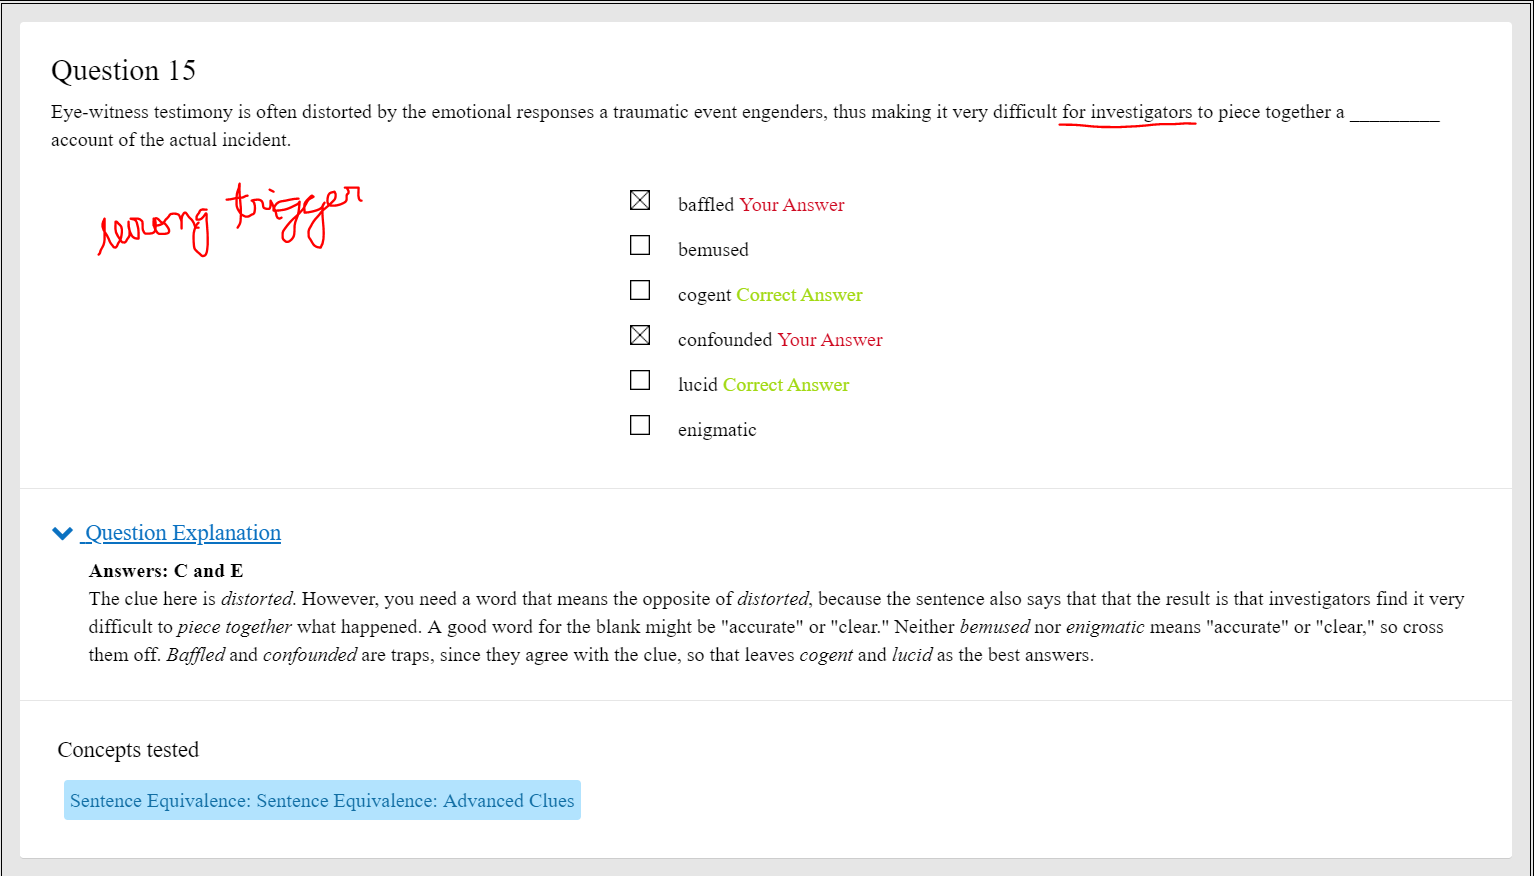 Question 15
Eye-witness testimony is often distorted by the emotional responses a traumatic event engenders, thus making it very difficult for investigators to piece together a _________
account of the actual incident.
wrong trigger
baffled Your Answer
bemused
cogent Correct Answer
confounded Your Answer
lucid Correct Answer
enigmatic
Question Explanation
Answers: C and E
The clue here is distorted. However, you need a word that means the opposite of distorted, because the sentence also says that that the result is that investigators find it very
difficult to piece together what happened. A good word for the blank might be "accurate" or "clear." Neither bemused nor enigmatic means "accurate" or "clear," so cross
them off. Baffled and confounded are traps, since they agree with the clue, so that leaves cogent and lucid as the best answers.
Concepts tested
Sentence Equivalence: Sentence Equivalence: Advanced Clues